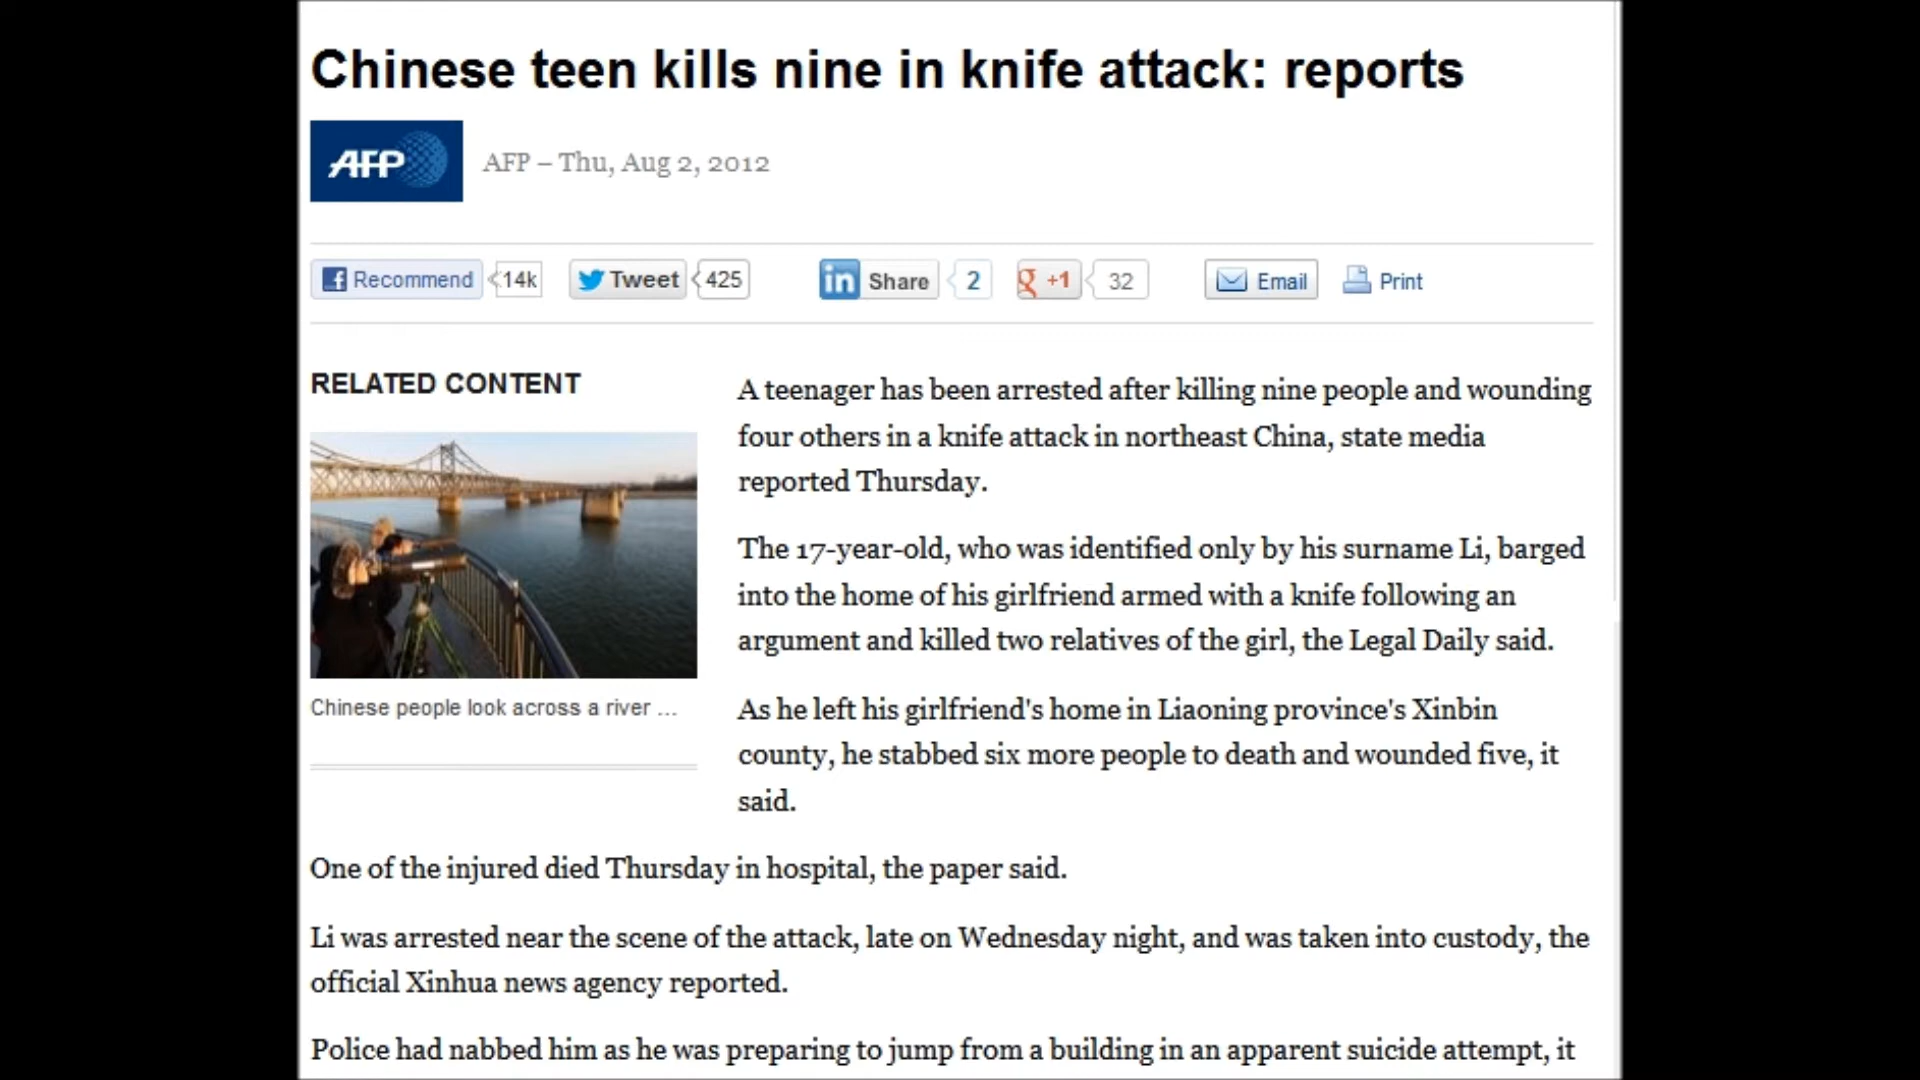 Chinese teen kills nine in knife attack: reports
AFP
AFP – Thu, Aug 2, 2012
Recommend 14k Tweet 425 in Share 2 g +1 32 Email Print
RELATED CONTENT
Chinese people look across a river ...
A teenager has been arrested after killing nine people and wounding
four others in a knife attack in northeast China, state media
reported Thursday.
The 17-year-old, who was identified only by his surname Li, barged
into the home of his girlfriend armed with a knife following an
argument and killed two relatives of the girl, the Legal Daily said.
As he left his girlfriend's home in Liaoning province's Xinbin
county, he stabbed six more people to death and wounded five, it
said.
One of the injured died Thursday in hospital, the paper said.
Li was arrested near the scene of the attack, late on Wednesday night, and was taken into custody, the
official Xinhua news agency reported.
Police had nabbed him as he was preparing to jump from a building in an apparent suicide attempt, it